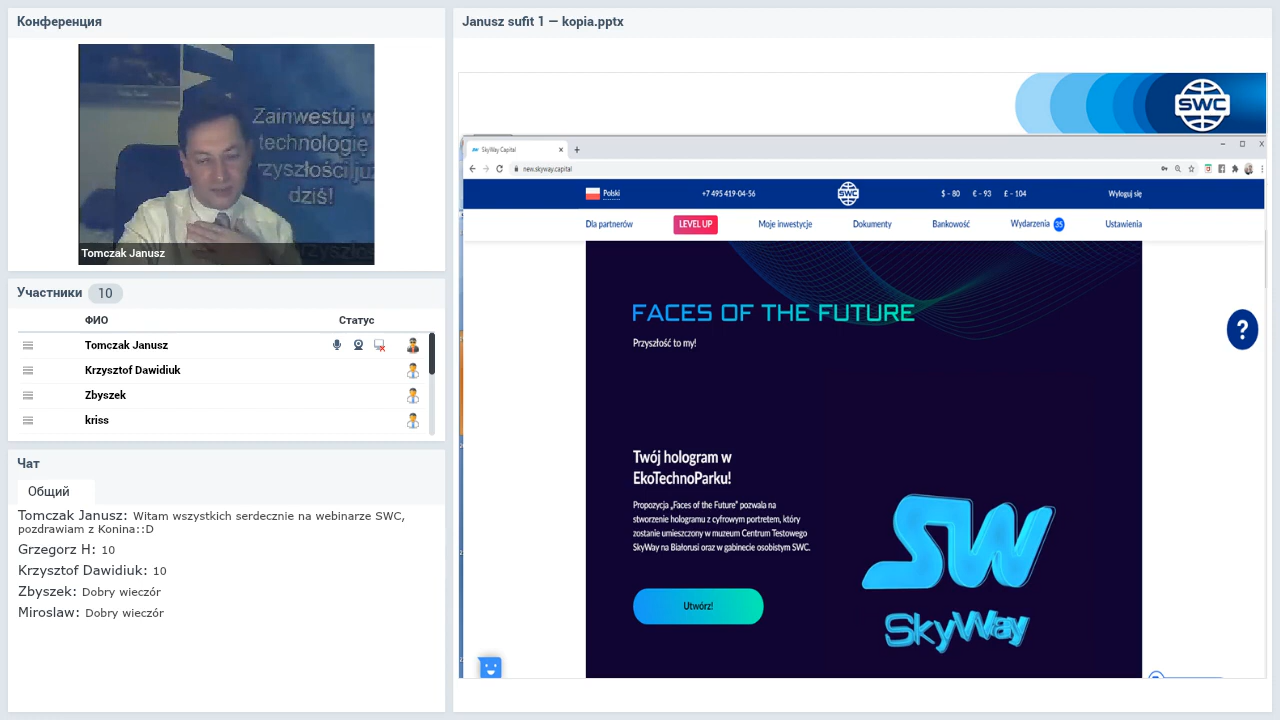 Конференция
Zainwestuj w
technologię
rzyszłości już
dziś!
Tomczak Janusz
Участники 10
ФИО Статус
Tomczak Janusz
Krzysztof Dawidiuk
Zbyszek
kriss
Чат
Общий
Tomczak Janusz: Witam wszystkich serdecznie na webinarze SWC,
pozdrawiam z Konina::D
Grzegorz H: 10
Krzysztof Dawidiuk: 10
Zbyszek: Dobry wieczór
Miroslaw: Dobry wieczór
Janusz sufit 1 — kopia.pptx
SWC
SkyWay Capital
new.skyway.capital
Polski +7 495 419-04-56 SWC $ – 80 € – 93 £ – 104 Wyloguj się
Dla partnerów LEVEL UP Moje inwestycje Dokumenty Bankowość Wydarzenia 35 Ustawienia
FACES OF THE FUTURE
Przyszłość to my!
?
Twój hologram w
EkoTechnoParku!
Propozycja „Faces of the Future" pozwala na
stworzenie hologramu z cyfrowym portretem, który
zostanie umieszczony w muzeum Centrum Testowego
SkyWay na Białorusi oraz w gabinecie osobistym SWC.
Utwórz!
SW
SkyWay